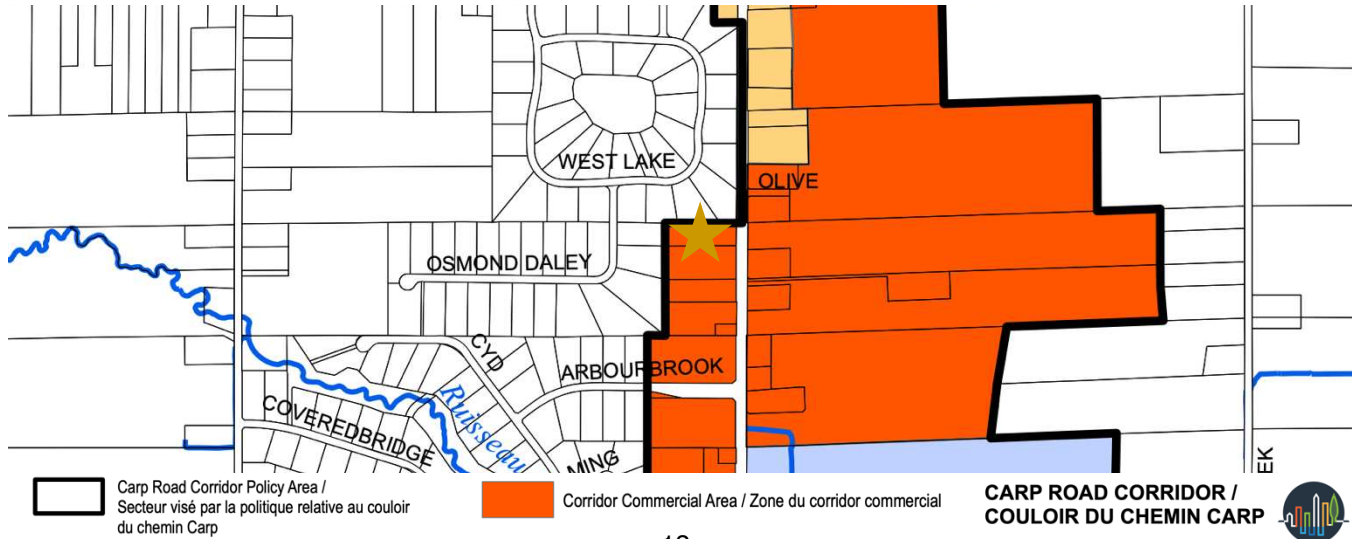 WEST LAKE
OLIVE
OSMOND DALEY
CYD
ARBOURBROOK
COVEREDBRIDGE
Ruisseau
MING
EK
Carp Road Corridor Policy Area /
Secteur visé par la politique relative au couloir
du chemin Carp
Corridor Commercial Area / Zone du corridor commercial
CARP ROAD CORRIDOR /
COULOIR DU CHEMIN CARP